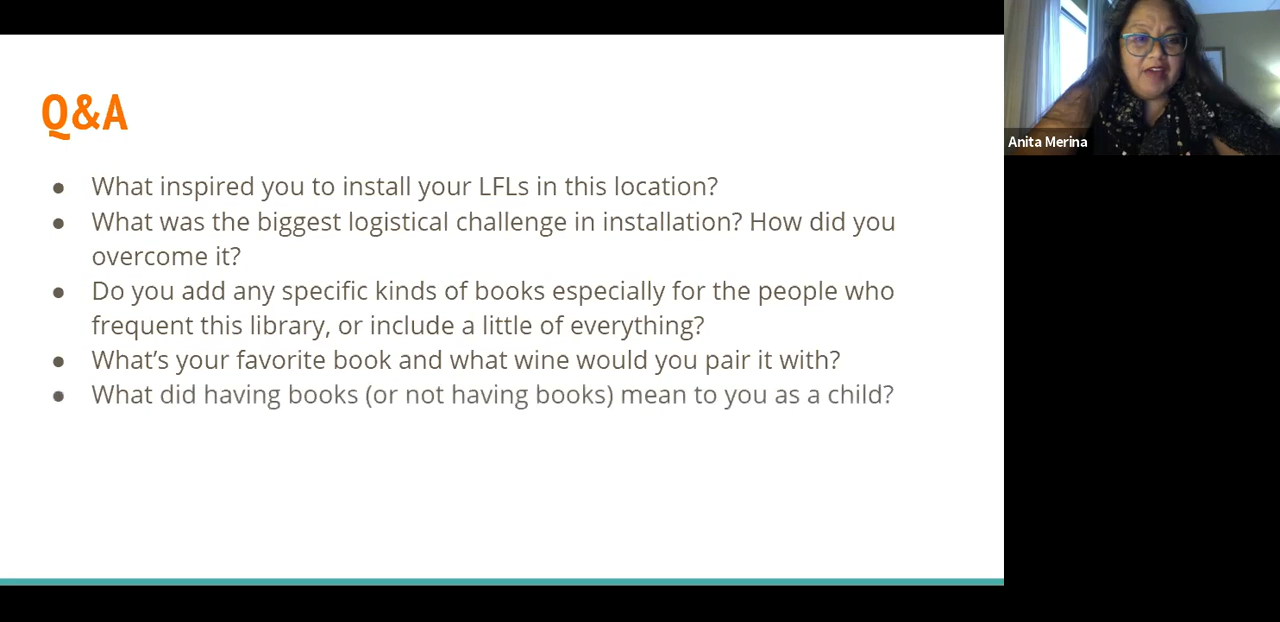 Q&A
● What inspired you to install your LFLs in this location?
● What was the biggest logistical challenge in installation? How did you
overcome it?
● Do you add any specific kinds of books especially for the people who
frequent this library, or include a little of everything?
● What’s your favorite book and what wine would you pair it with?
● What did having books (or not having books) mean to you as a child?
Anita Merina